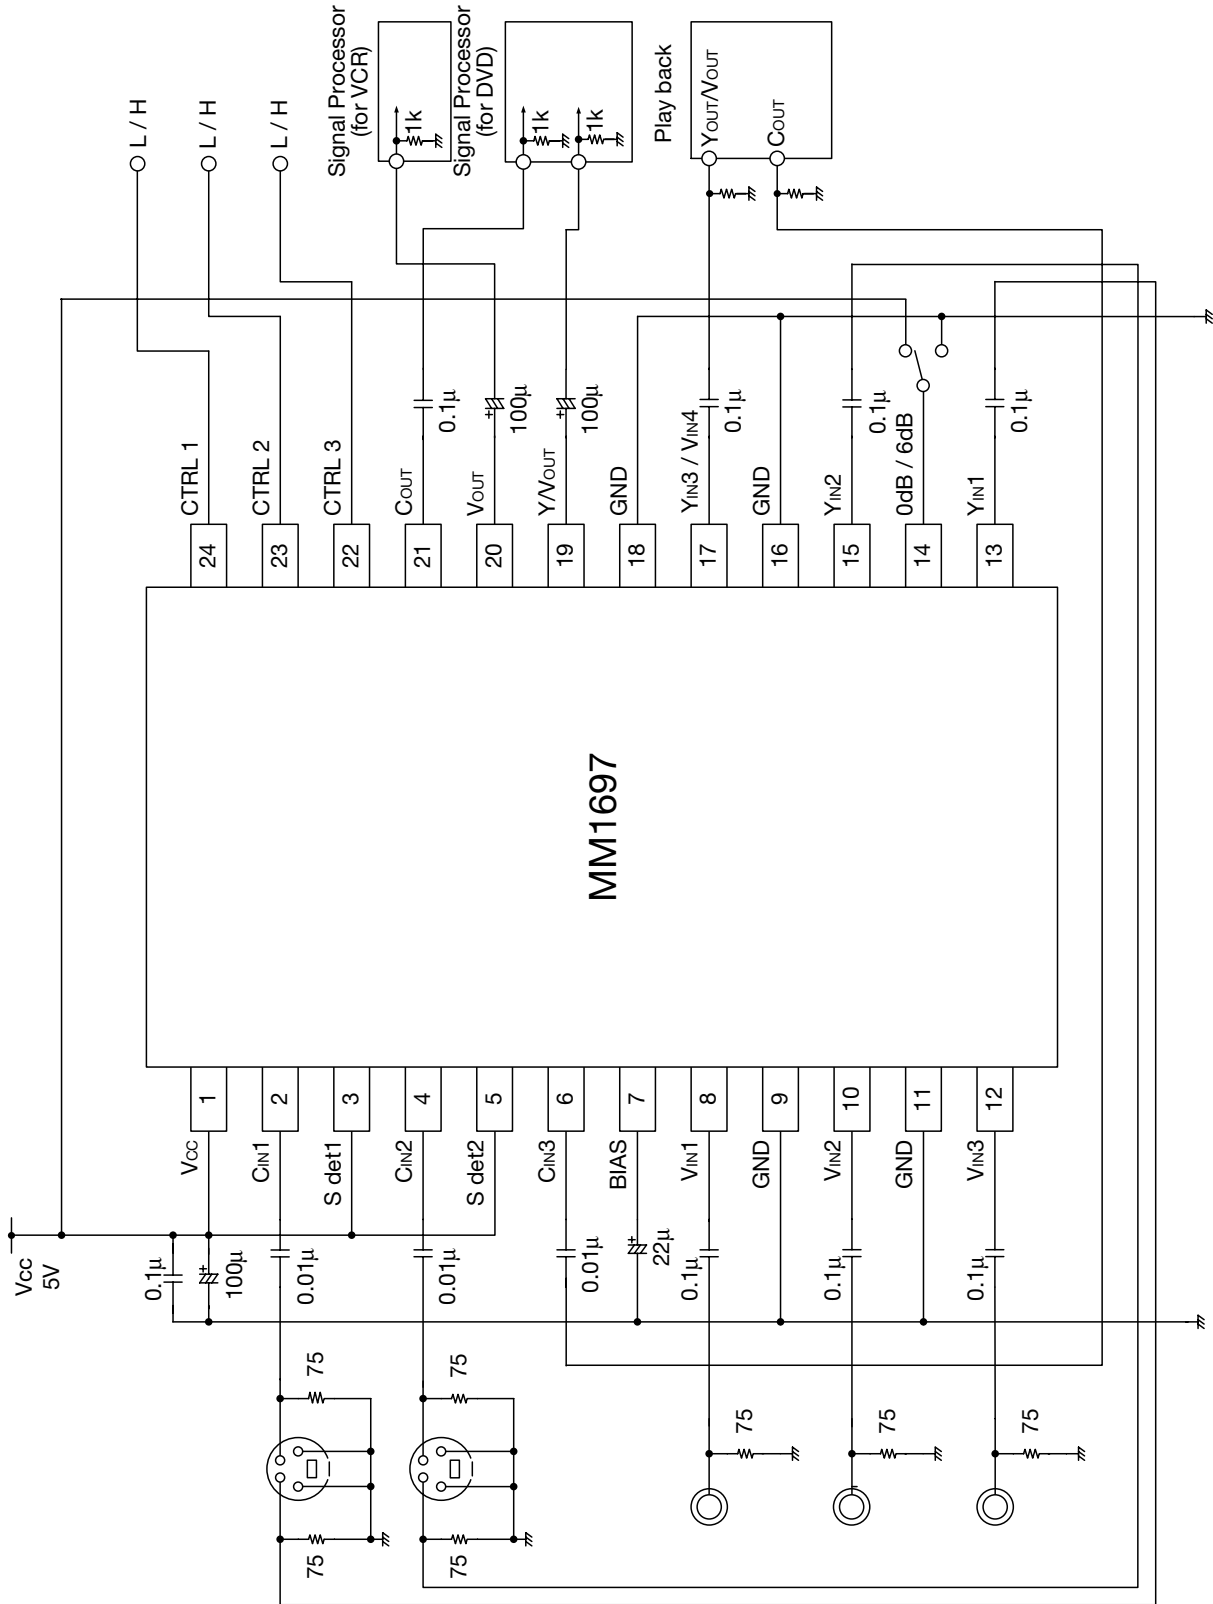 MM1697
Vcc
5V
0.1μ
100μ
1
VCC
2
CIN1
0.01μ
75
75
3
S det1
4
CIN2
0.01μ
75
75
5
S det2
6
CIN3
0.01μ
7
BIAS
22μ
8
VIN1
0.1μ
75
9
GND
10
VIN2
0.1μ
75
11
GND
12
VIN3
0.1μ
75
24
CTRL 1
L / H
23
CTRL 2
L / H
22
CTRL 3
L / H
21
COUT
0.1μ
20
VOUT
100μ
+
19
Y/VOUT
100μ
+
18
GND
17
YIN3 / VIN4
0.1μ
16
GND
15
YIN2
0.1μ
14
0dB / 6dB
13
YIN1
0.1μ
Signal Processor
(for VCR)
1k
Signal Processor
(for DVD)
1k
1k
Play back
YOUT/VOUT
COUT